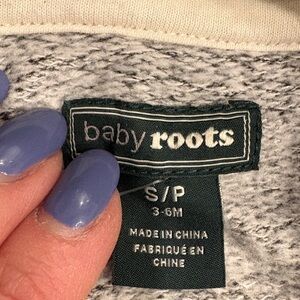 baby roots
S/P
3-6M
MADE IN CHINA
FABRIQUÉ EN
CHINE